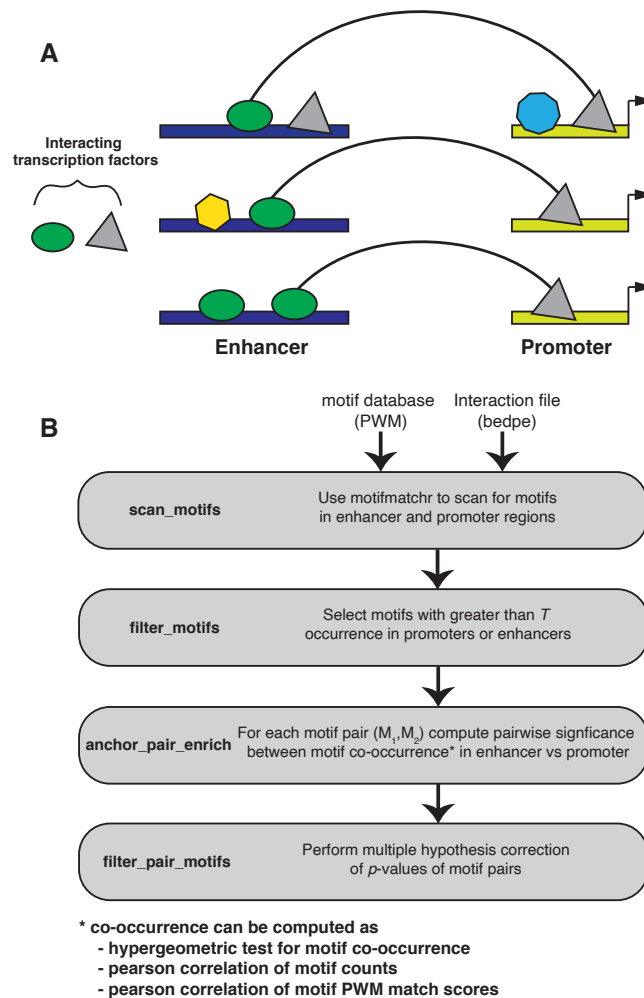 A
Interacting
transcription factors
Enhancer
Promoter
B
motif database
(PWM)
Interaction file
(bedpe)
scan_motifs
Use motifmatchr to scan for motifs
in enhancer and promoter regions
filter_motifs
Select motifs with greater than T
occurrence in promoters or enhancers
anchor_pair_enrich
For each motif pair (M₁,M₂) compute pairwise signficance
between motif co-occurrence* in enhancer vs promoter
filter_pair_motifs
Perform multiple hypothesis correction
of p-values of motif pairs
* co-occurrence can be computed as
- hypergeometric test for motif co-occurrence
- pearson correlation of motif counts
- pearson correlation of motif PWM match scores